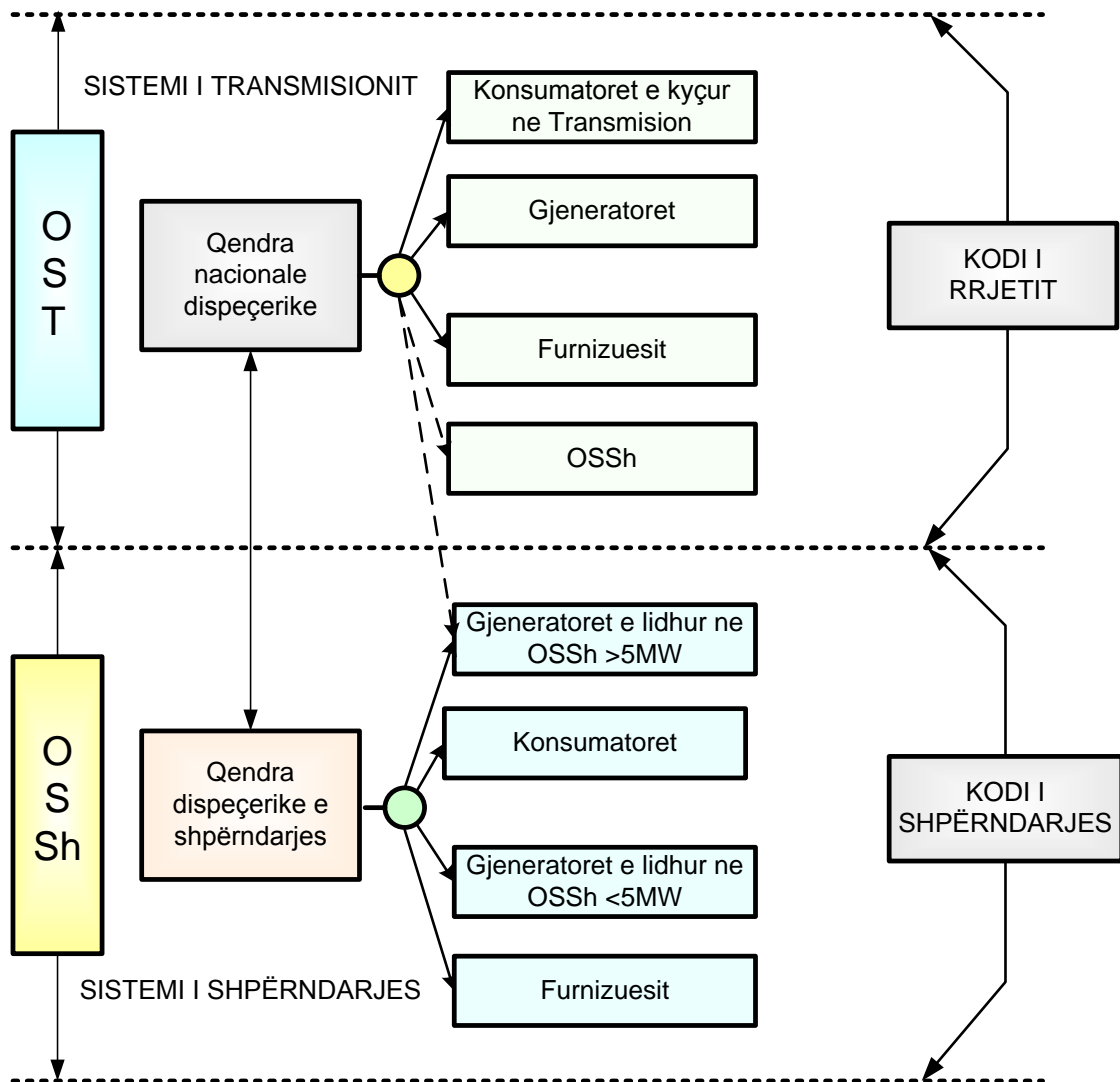 SISTEMI I TRANSMISIONIT
Konsumatoret e kyçur
ne Transmision
O
S
T
Qendra
nacionale
dispeçerike
Gjeneratoret
KODI I
RRJETIT
Furnizuesit
OSSh
Gjeneratoret e lidhur ne
OSSh >5MW
O
S
Sh
Qendra
dispeçerike e
shpërndarjes
Konsumatoret
KODI I
SHPËRNDARJES
Gjeneratoret e lidhur ne
OSSh <5MW
SISTEMI I SHPËRNDARJES
Furnizuesit